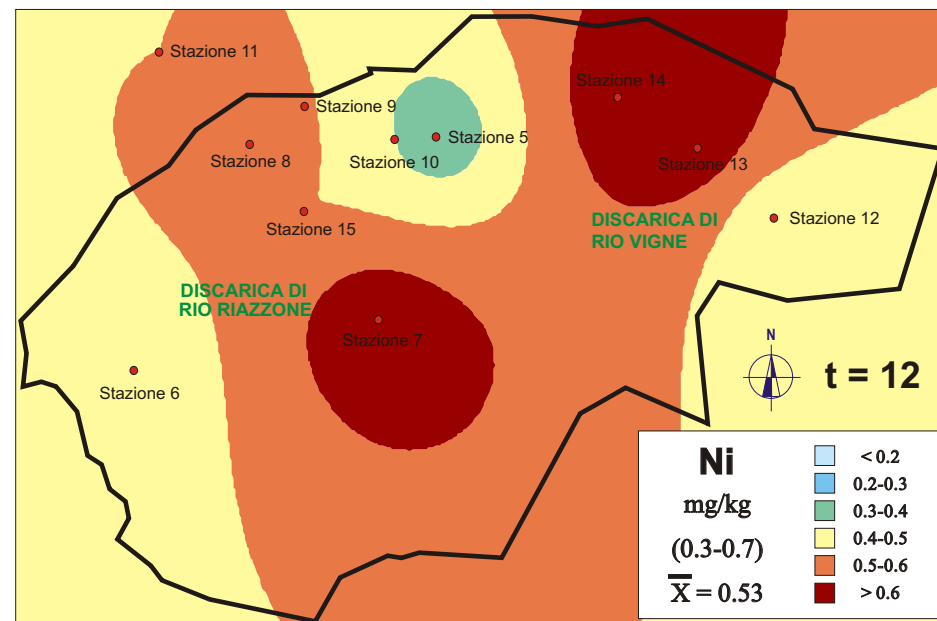 Stazione 11
Stazione 14
Stazione 9
Stazione 5
Stazione 8
Stazione 10
Stazione 13
DISCARICA DI
RIO VIGNE
Stazione 12
Stazione 15
DISCARICA DI
RIO RIAZZONE
Stazione 7
Stazione 6
N
t = 12
Ni
mg/kg
(0.3-0.7)
X̅ = 0.53
< 0.2
0.2-0.3
0.3-0.4
0.4-0.5
0.5-0.6
> 0.6